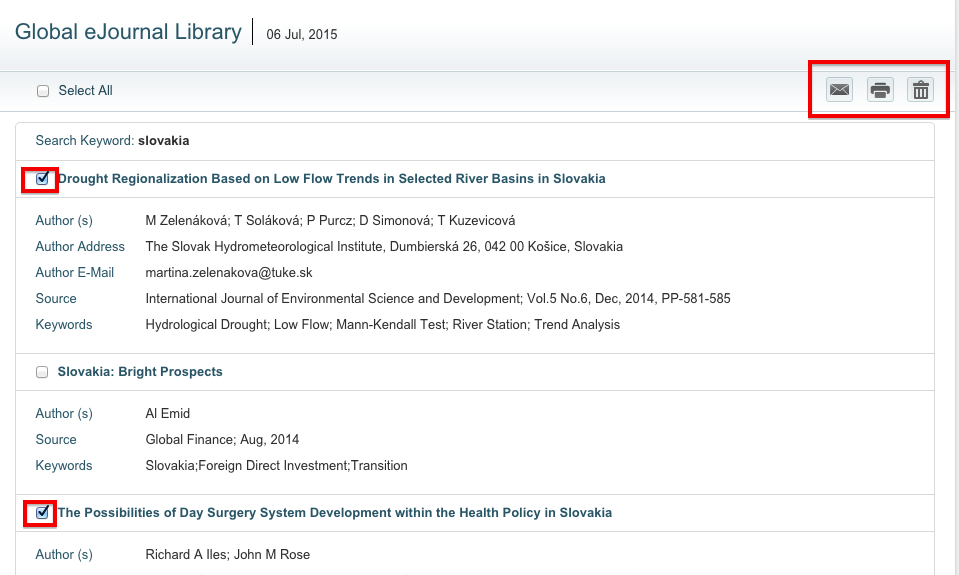 Global eJournal Library 06 Jul, 2015
Select All
Search Keyword: slovakia
Drought Regionalization Based on Low Flow Trends in Selected River Basins in Slovakia
Author (s) M Zelenáková; T Soláková; P Purcz; D Simonová; T Kuzevicová
Author Address The Slovak Hydrometeorological Institute, Dumbierská 26, 042 00 Košice, Slovakia
Author E-Mail martina.zelenakova@tuke.sk
Source International Journal of Environmental Science and Development; Vol.5 No.6, Dec, 2014, PP-581-585
Keywords Hydrological Drought; Low Flow; Mann-Kendall Test; River Station; Trend Analysis
Slovakia: Bright Prospects
Author (s) Al Emid
Source Global Finance; Aug, 2014
Keywords Slovakia;Foreign Direct Investment;Transition
The Possibilities of Day Surgery System Development within the Health Policy in Slovakia
Author (s) Richard A Iles; John M Rose